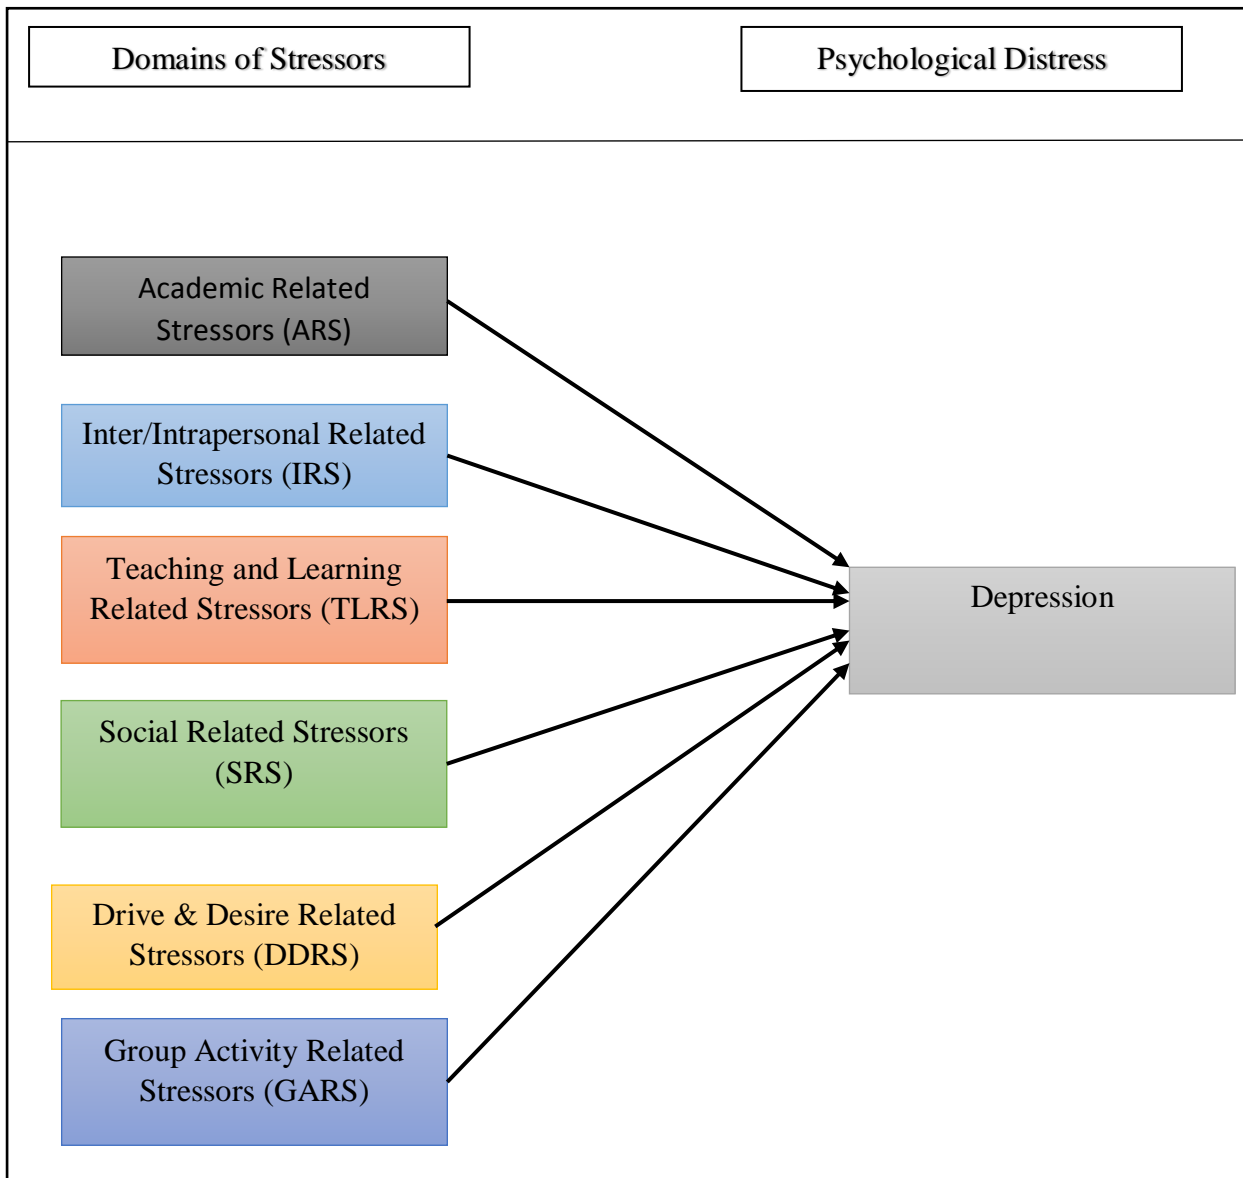 Domains of Stressors
Psychological Distress
Academic Related
Stressors (ARS)
Inter/Intrapersonal Related
Stressors (IRS)
Teaching and Learning
Related Stressors (TLRS)
Depression
Social Related Stressors
(SRS)
Drive & Desire Related
Stressors (DDRS)
Group Activity Related
Stressors (GARS)